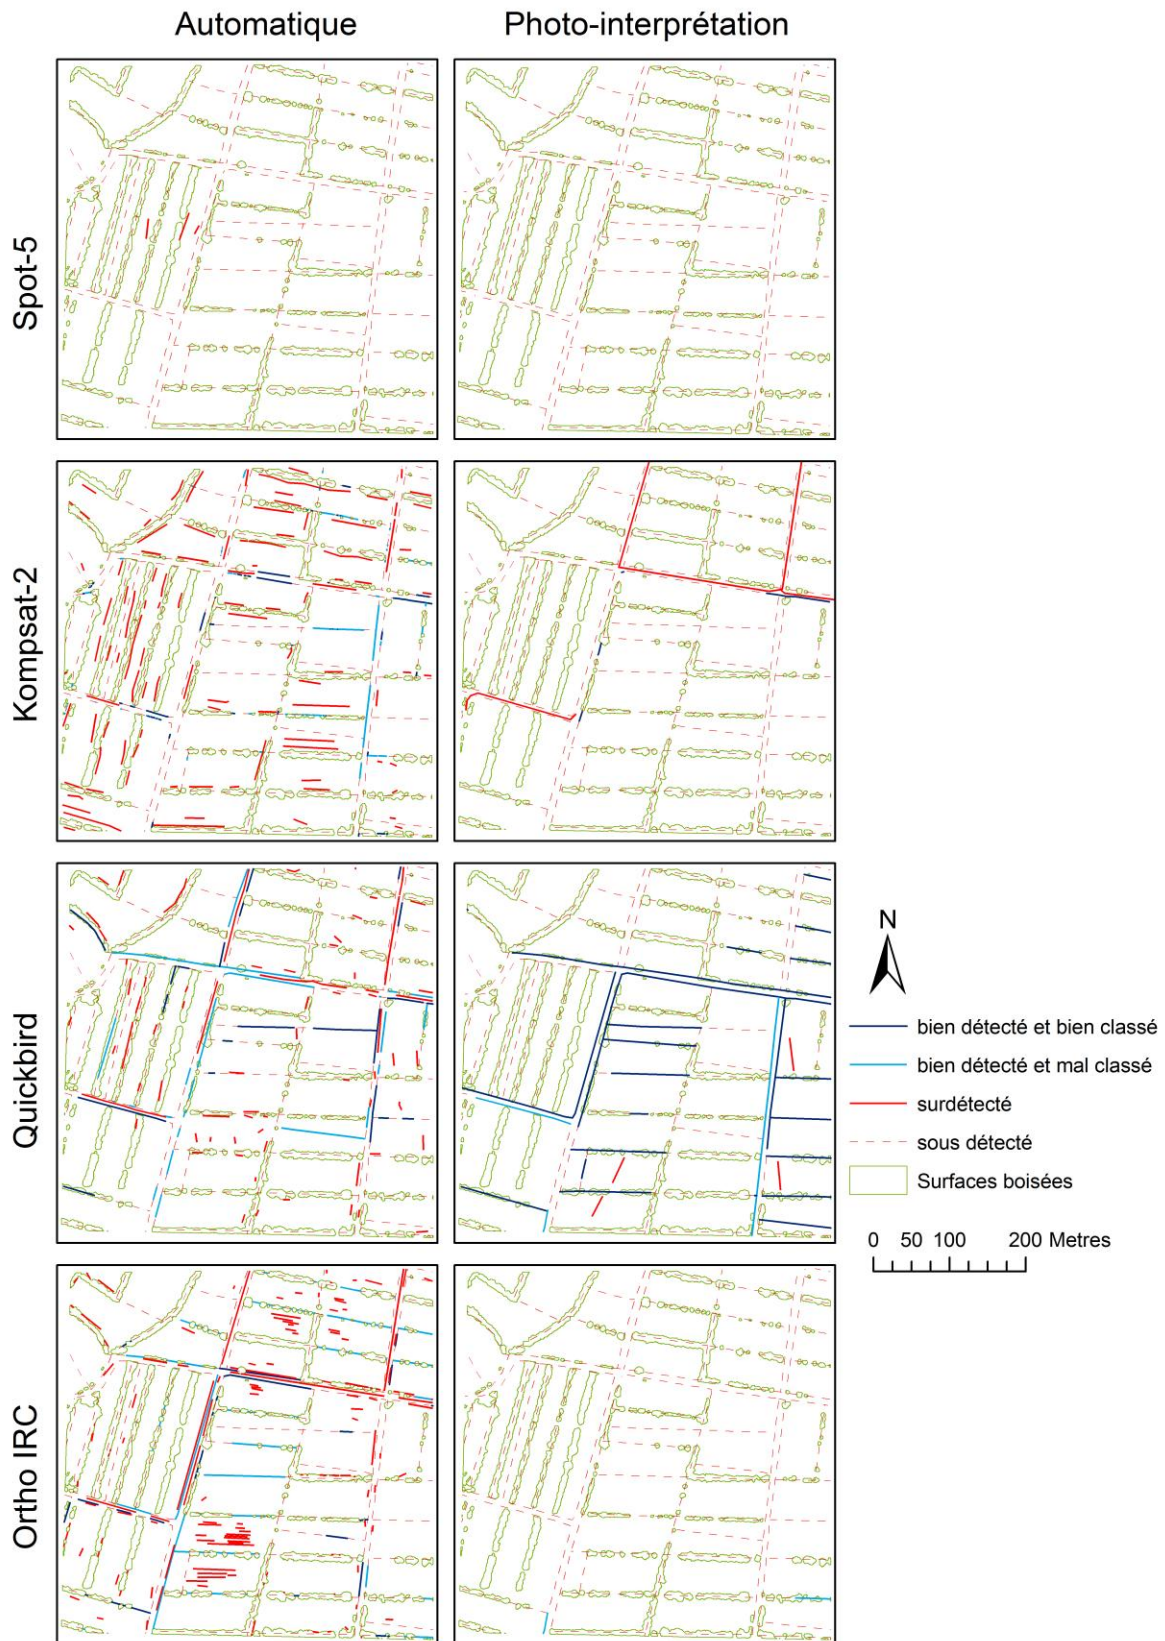 Automatique
Photo-interprétation
Spot-5
Kompsat-2
Quickbird
Ortho IRC
N
bien détecté et bien classé
bien détecté et mal classé
surdétecté
sous détecté
Surfaces boisées
0 50 100 200 Metres